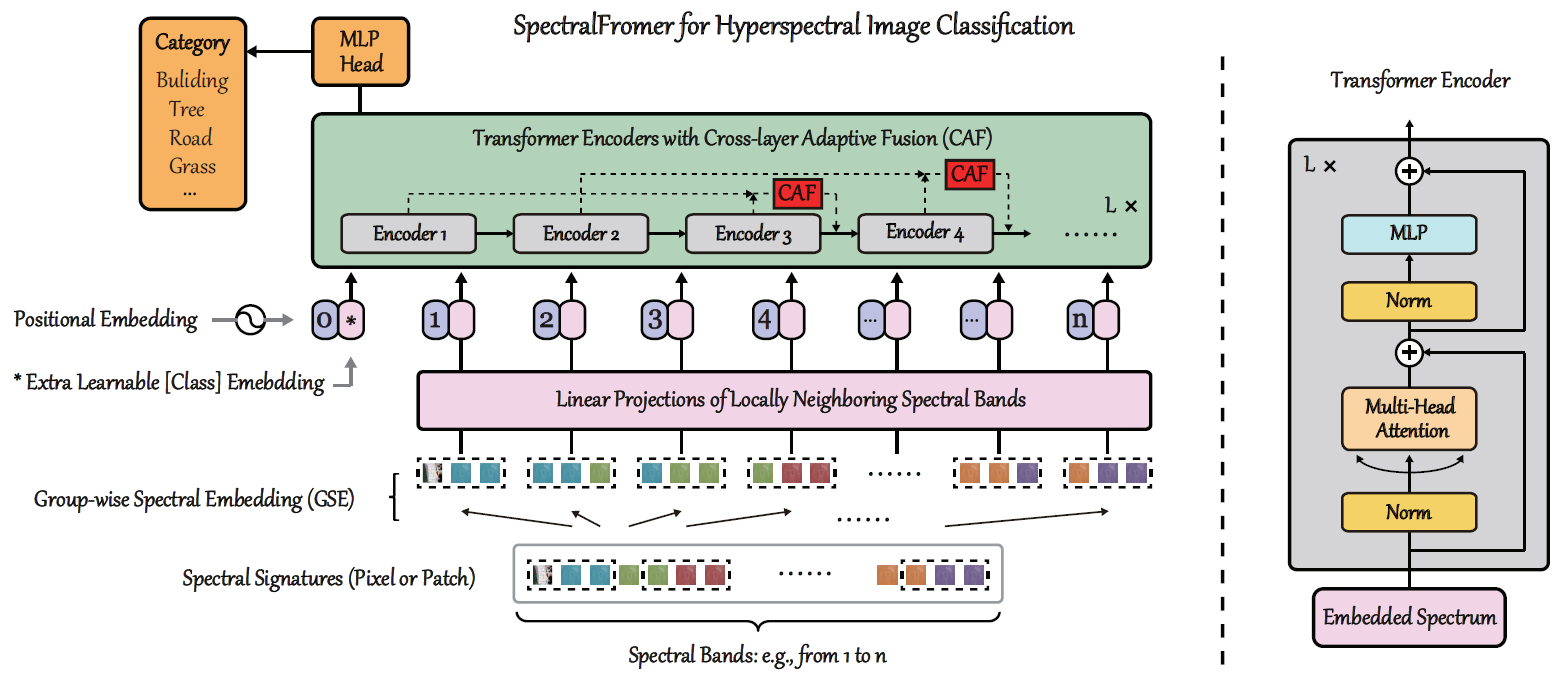 SpectralFromer for Hyperspectral Image Classification
Category
Buliding
Tree
Road
Grass
...
MLP
Head
Transformer Encoders with Cross-layer Adaptive Fusion (CAF)
CAF
CAF
L ×
Encoder 1
Encoder 2
Encoder 3
Encoder 4
......
Positional Embedding
0 *
1
2
3
4
...
...
n
* Extra Learnable [Class] Emebdding
Linear Projections of Locally Neighboring Spectral Bands
......
Group-wise Spectral Embedding (GSE)
......
Spectral Signatures (Pixel or Patch)
......
Spectral Bands: e.g., from 1 to n
Transformer Encoder
L ×
+
MLP
Norm
+
Multi-Head
Attention
Norm
Embedded Spectrum